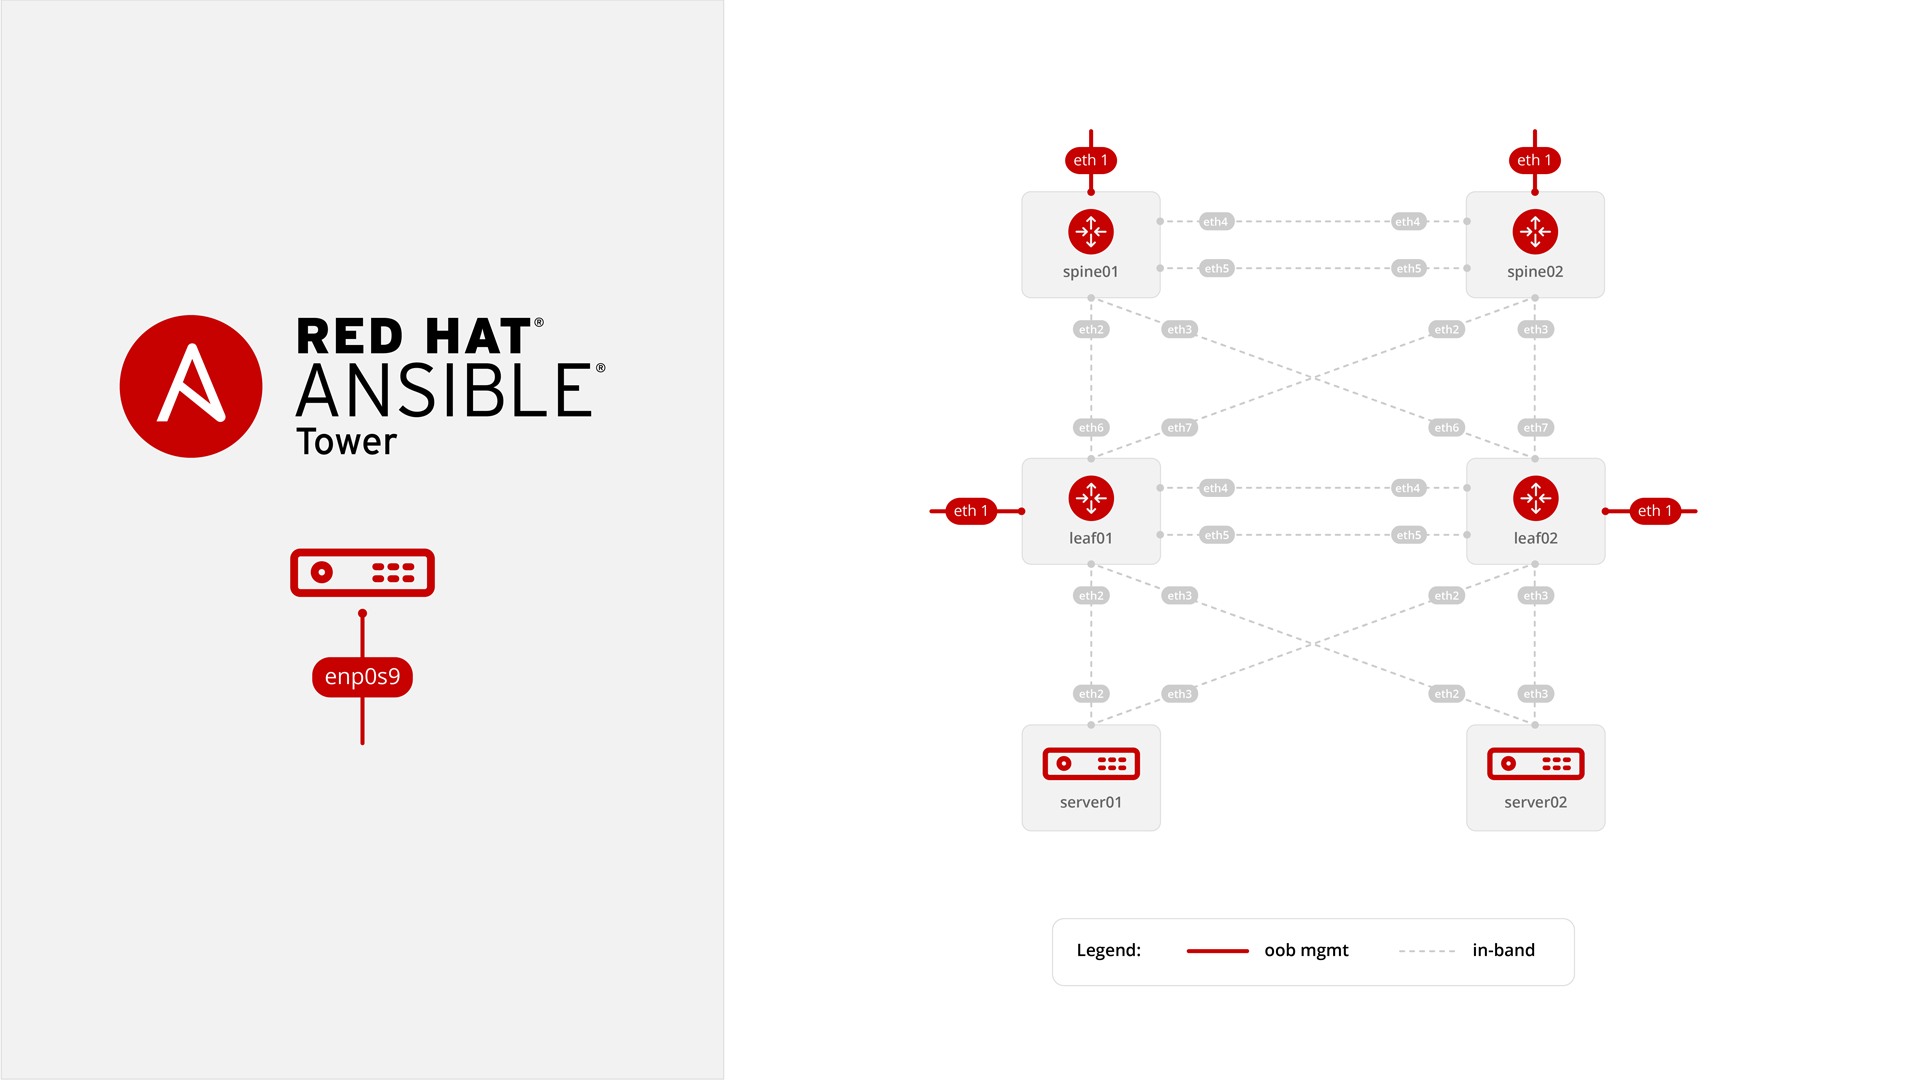 RED HAT®
ANSIBLE®
Tower
enp0s9
eth 1
eth 1
eth4
eth4
spine01
eth5
eth5
spine02
eth2
eth3
eth2
eth3
eth6
eth7
eth6
eth7
eth 1
eth4
eth4
eth 1
leaf01
eth5
eth5
leaf02
eth2
eth3
eth2
eth3
eth2
eth3
eth2
eth3
server01
server02
Legend:
oob mgmt
in-band